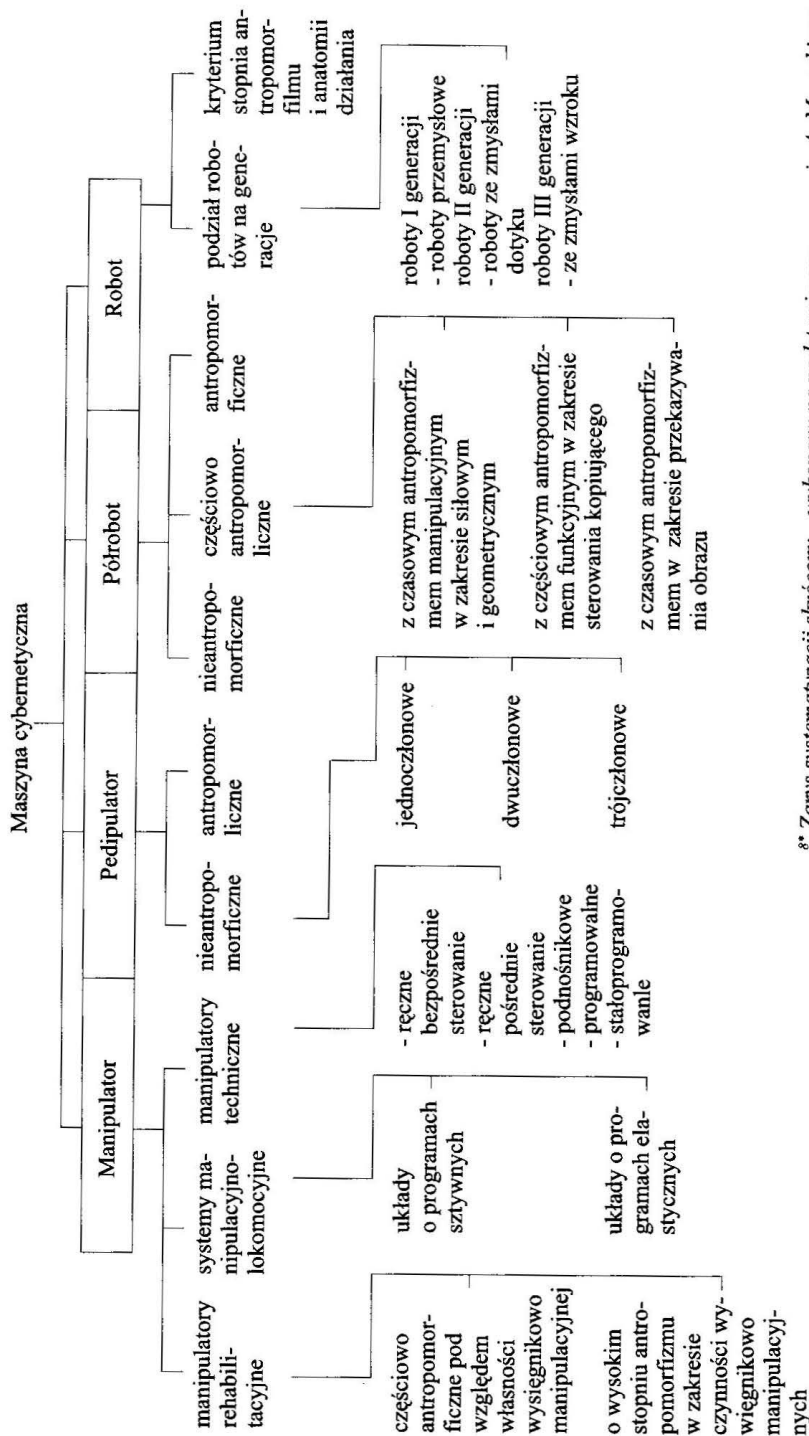 Maszyna cybernetyczna
Manipulator
Pedipulator
Półrobot
Robot
manipulatory
rehabili-
tacyjne
systemy ma-
nipulacyjno-
lokomocyjne
manipulatory
techniczne
nieantropo-
morficzne
antropomor-
liczne
nieantropo-
morficzne
częściowo
antropomor-
liczne
antropomor-
ficzne
podział robo-
tów na gene-
racje
kryterium
stopnia an-
tropomor-
filmu
i anatomii
działania
częściowo
antropomor-
ficzne pod
względem
własności
wysięgnikowo
manipulacyjnej
o wysokim
stopniu antro-
pomorfizmu
w zakresie
czynności wy-
więgnikowo
manipulacyj-
nych
układy
o programach
sztywnych
układy o pro-
gramach ela-
stycznych
- ręczne
bezpośrednie
sterowanie
- ręczne
pośrednie
sterowanie
- podnośnikowe
- programowalne
- stałoprogramo-
wanle
jednoczłonowe
dwuczłonowe
trójczłonowe
z czasowym antropomorfiz-
mem manipulacyjnym
w zakresie siłowym
i geometrycznym
z częściowym antropomorfiz-
mem funkcyjnym w zakresie
sterowania kopiującego
z czasowym antropomorfiz-
mem w zakresie przekazywa-
nia obrazu
roboty I generacji
- roboty przemysłowe
roboty II generacji
- roboty ze zmysłami
dotyku
roboty III generacji
- ze zmysłami wzroku
8* Zarys systematyzacji